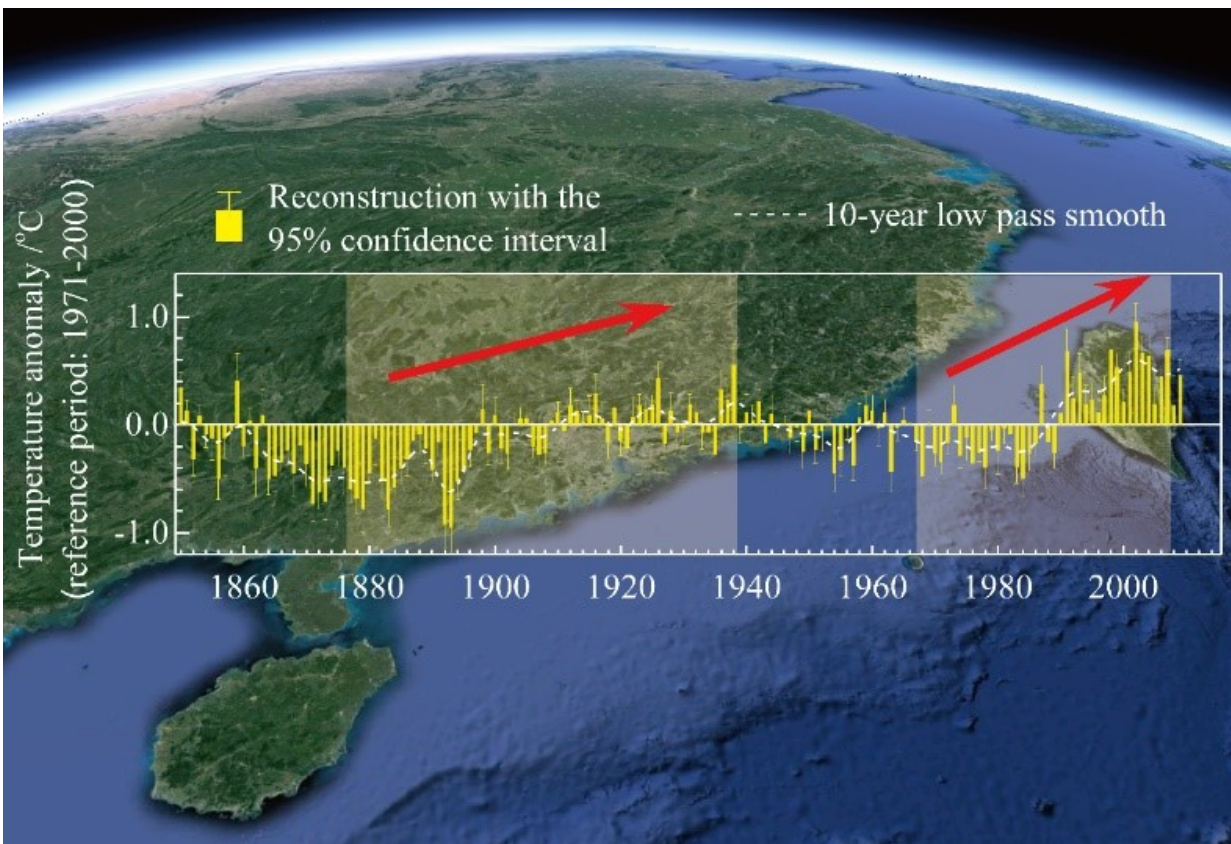 Temperature anomaly /°C
(reference period: 1971-2000)
Reconstruction with the
95% confidence interval
10-year low pass smooth
1.0
0.0
-1.0
1860
1880
1900
1920
1940
1960
1980
2000